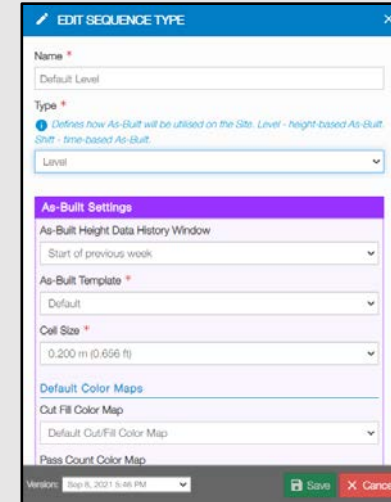 EDIT SEQUENCE TYPE
Name *
Default Level
Type *
Defines how As-Built will be utilised on the Site. Level - height-based As-Built.
Shift - time-based As-Built.
Level
As-Built Settings
As-Built Height Data History Window
Start of previous week
As-Built Template *
Default
Cell Size *
0.200 m (0.656 ft)
Default Color Maps
Cut Fill Color Map
Default Cut/Fill Color Map
Pass Count Color Map
Version: Sep 8, 2021 5:46 PM
Save
Cance